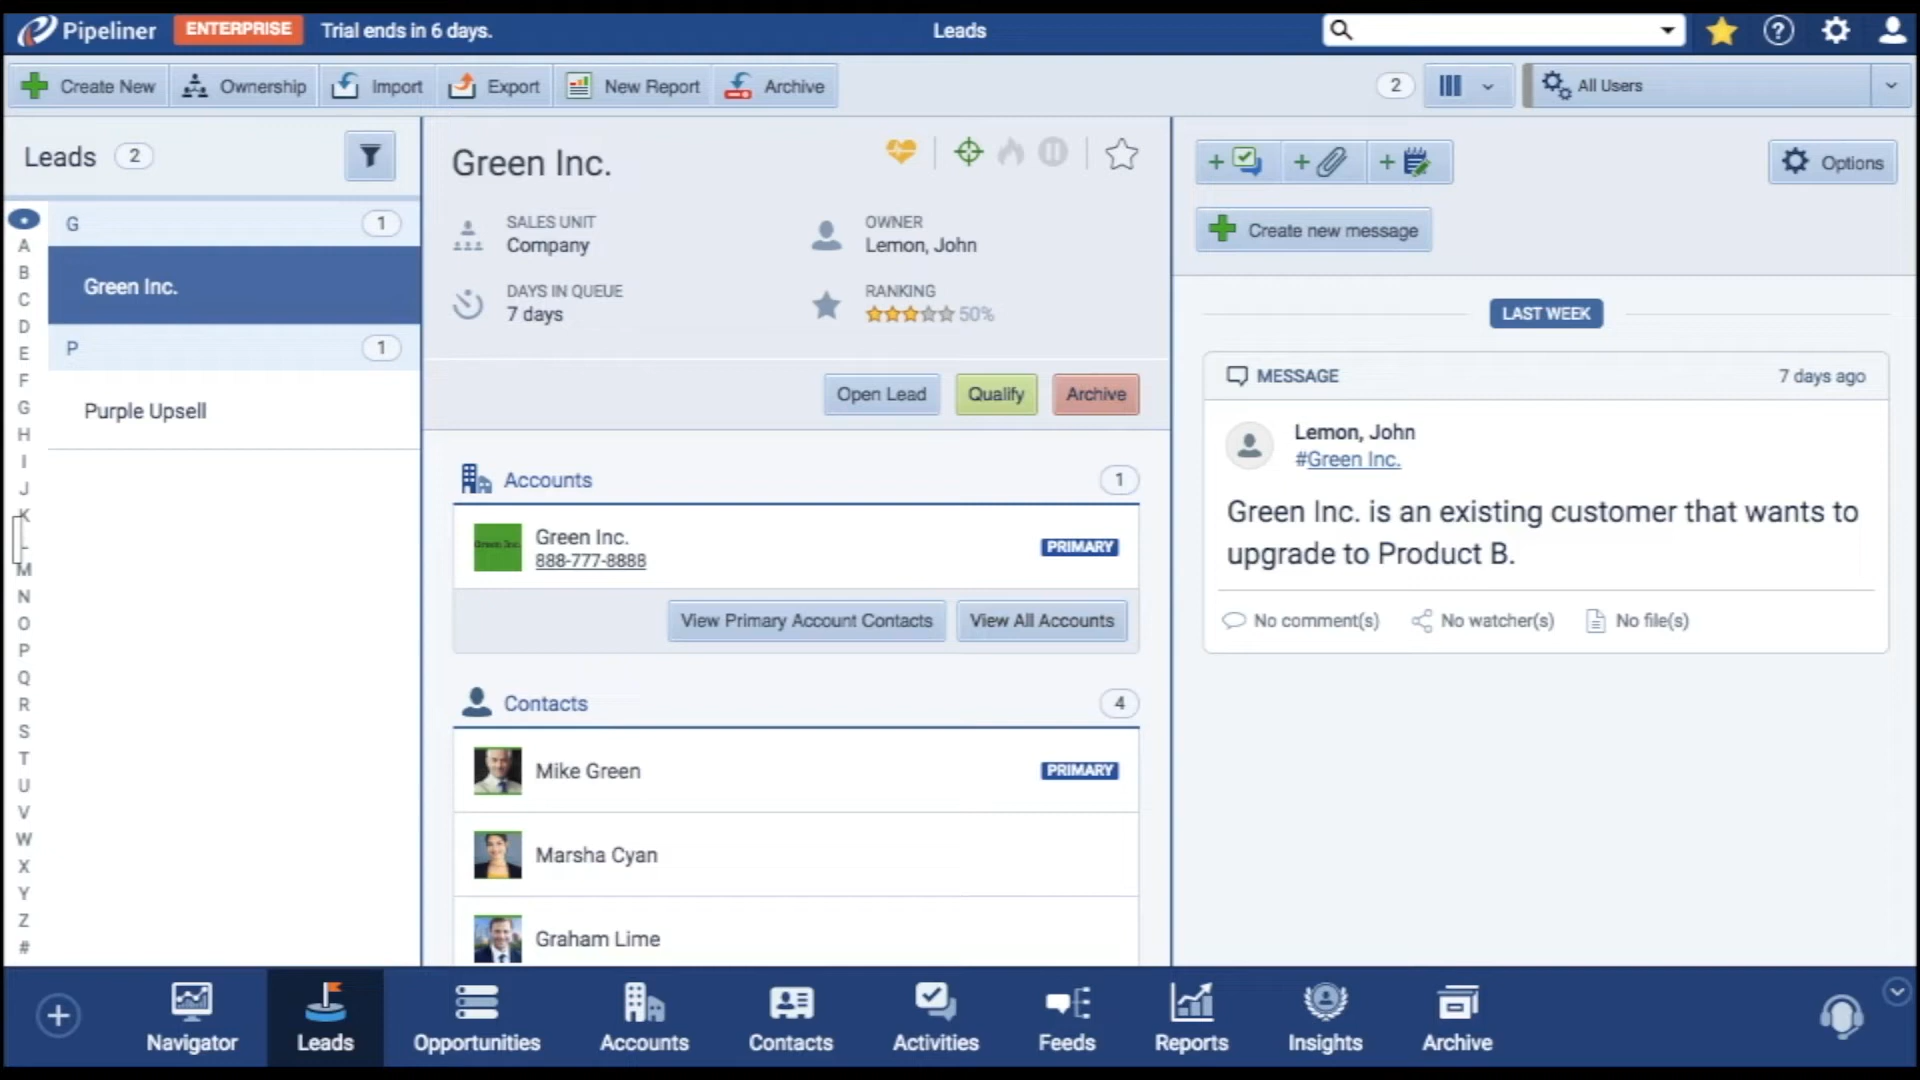 Pipeliner ENTERPRISE Trial ends in 6 days. Leads
Create New Ownership Import Export New Report Archive 2 All Users
Leads 2
G 1
Green Inc.
P 1
Purple Upsell
A
B
C
D
E
F
G
H
I
J
K
L
M
N
O
P
Q
R
S
T
U
V
W
X
Y
Z
#
Green Inc.
SALES UNIT
Company
OWNER
Lemon, John
DAYS IN QUEUE
7 days
RANKING
50%
Open Lead Qualify Archive
Accounts 1
Green Inc.
888-777-8888
PRIMARY
View Primary Account Contacts View All Accounts
Contacts 4
Mike Green PRIMARY
Marsha Cyan
Graham Lime
Options
Create new message
LAST WEEK
MESSAGE 7 days ago
Lemon, John
#Green Inc.
Green Inc. is an existing customer that wants to
upgrade to Product B.
No comment(s) No watcher(s) No file(s)
Navigator Leads Opportunities Accounts Contacts Activities Feeds Reports Insights Archive